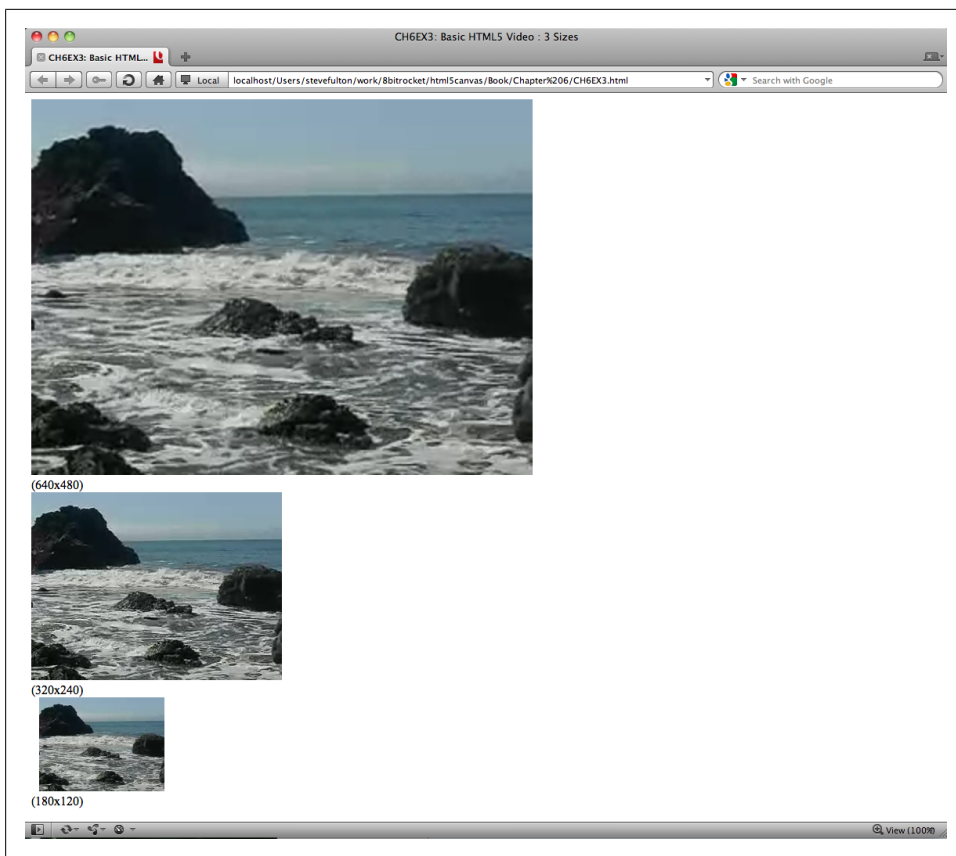 CH6EX3: Basic HTML5 Video : 3 Sizes
CH6EX3: Basic HTML...
Local
localhost/Users/stevefulton/work/8bitrocket/html5canvas/Book/Chapter%206/CH6EX3.html
Search with Google
(640x480)
(320x240)
(180x120)
View (100%)